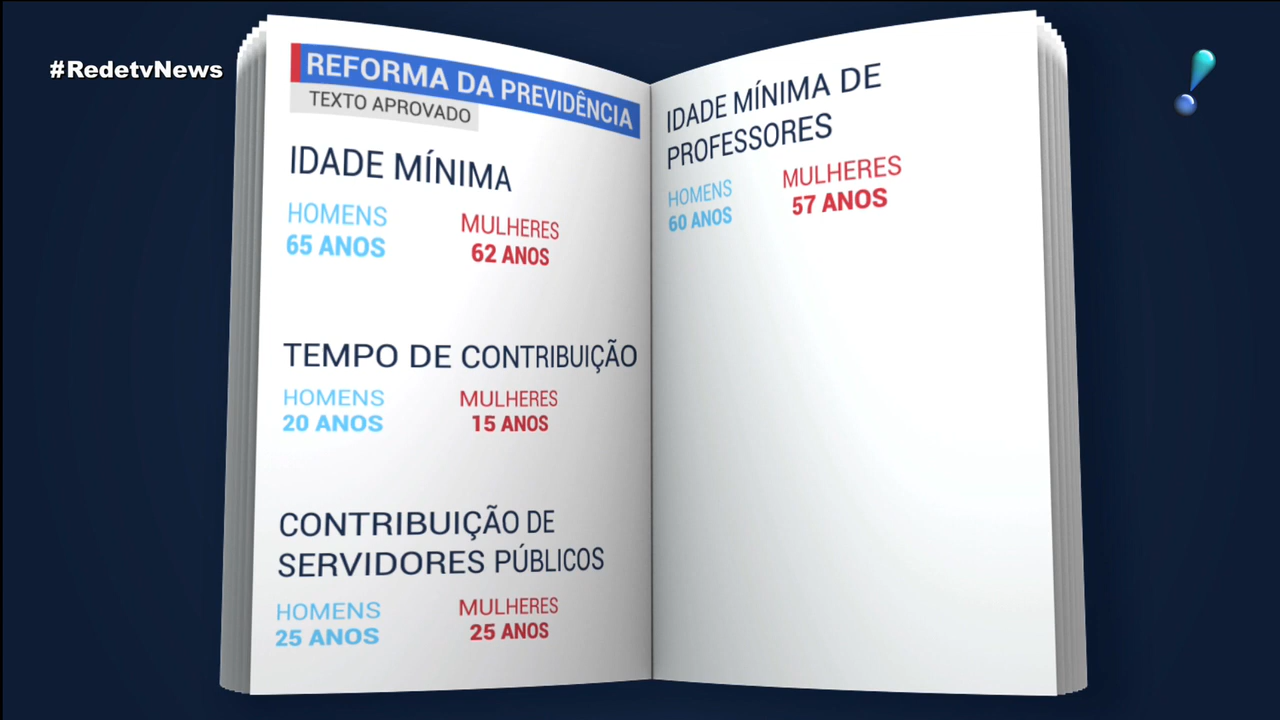 #RedetvNews
REFORMA DA PREVIDÊNCIA
TEXTO APROVADO
IDADE MÍNIMA
HOMENS MULHERES
65 ANOS 62 ANOS
TEMPO DE CONTRIBUIÇÃO
HOMENS MULHERES
20 ANOS 15 ANOS
CONTRIBUIÇÃO DE
SERVIDORES PÚBLICOS
HOMENS MULHERES
25 ANOS 25 ANOS
IDADE MÍNIMA DE
PROFESSORES
HOMENS MULHERES
60 ANOS 57 ANOS